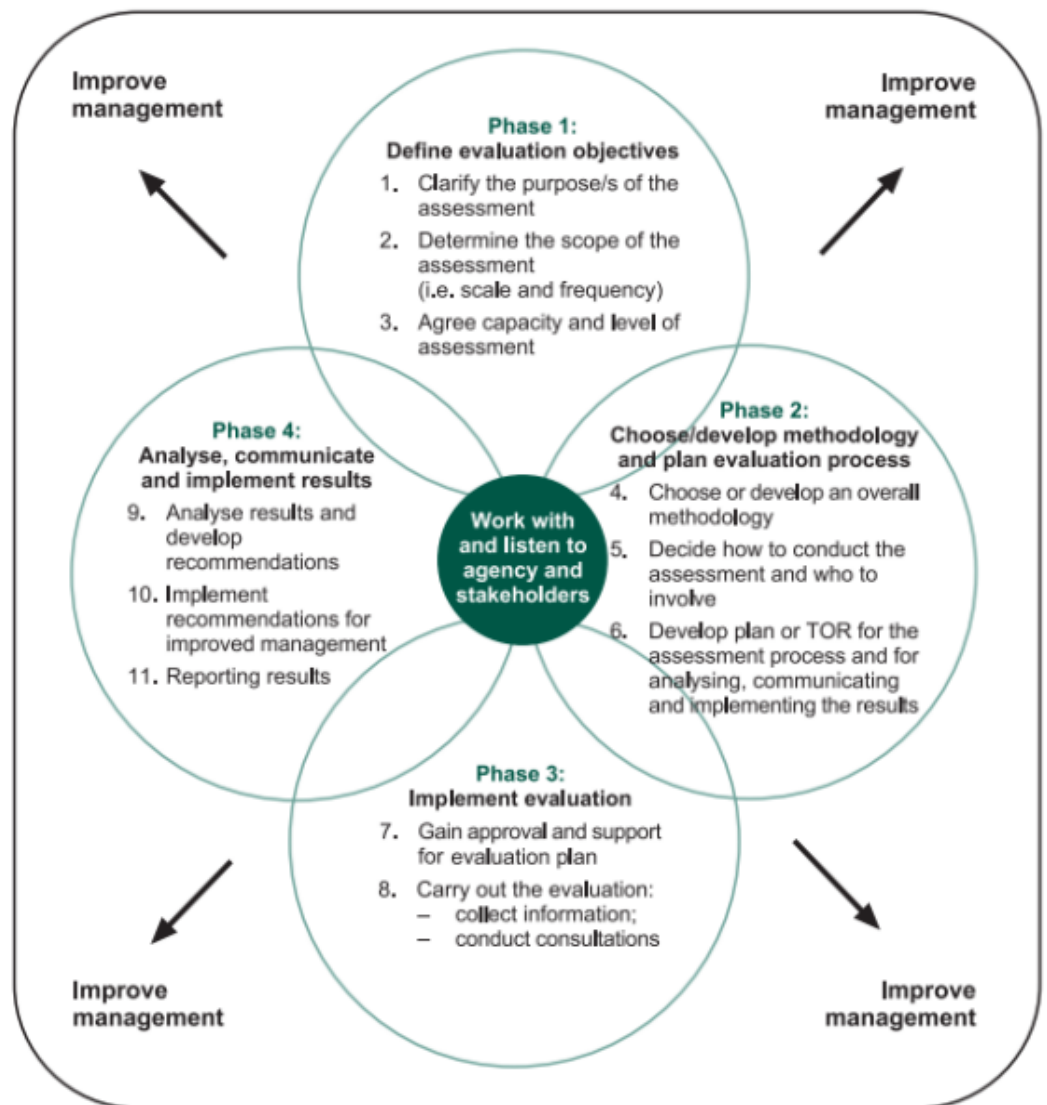 Improve
management
Improve
management
Phase 1:
Define evaluation objectives
1. Clarify the purpose/s of the
assessment
2. Determine the scope of the
assessment
(i.e. scale and frequency)
3. Agree capacity and level of
assessment
Phase 2:
Choose/develop methodology
and plan evaluation process
4. Choose or develop an overall
methodology
5. Decide how to conduct the
assessment and who to
involve
6. Develop plan or TOR for the
assessment process and for
analysing, communicating
and implementing the results
Work with
and listen to
agency and
stakeholders
Phase 3:
Implement evaluation
7. Gain approval and support
for evaluation plan
8. Carry out the evaluation:
– collect information;
– conduct consultations
Phase 4:
Analyse, communicate
and implement results
9. Analyse results and
develop
recommendations
10. Implement
recommendations for
improved management
11. Reporting results
Improve
management
Improve
management